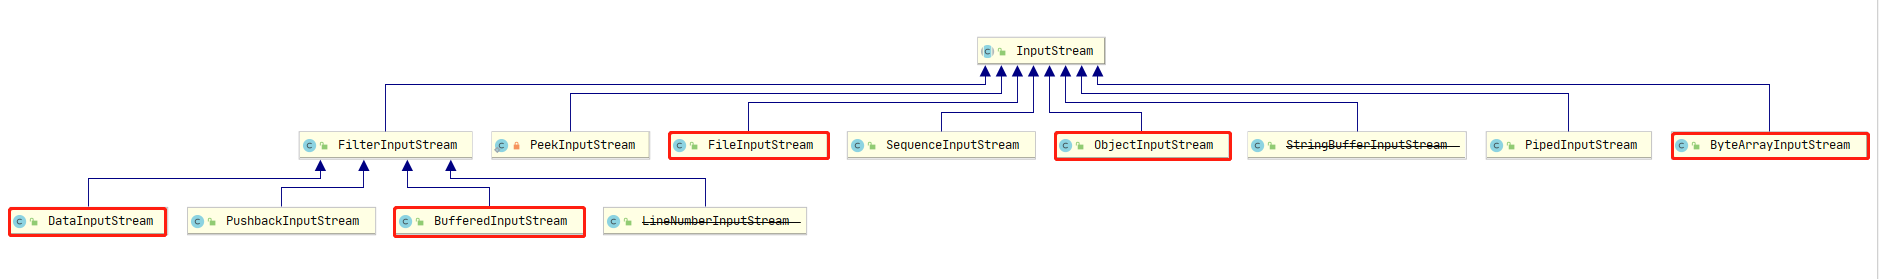 InputStream
FilterInputStream
PeekInputStream
FileInputStream
SequenceInputStream
ObjectInputStream
StringBufferInputStream
PipedInputStream
ByteArrayInputStream
DataInputStream
PushbackInputStream
BufferedInputStream
LineNumberInputStream